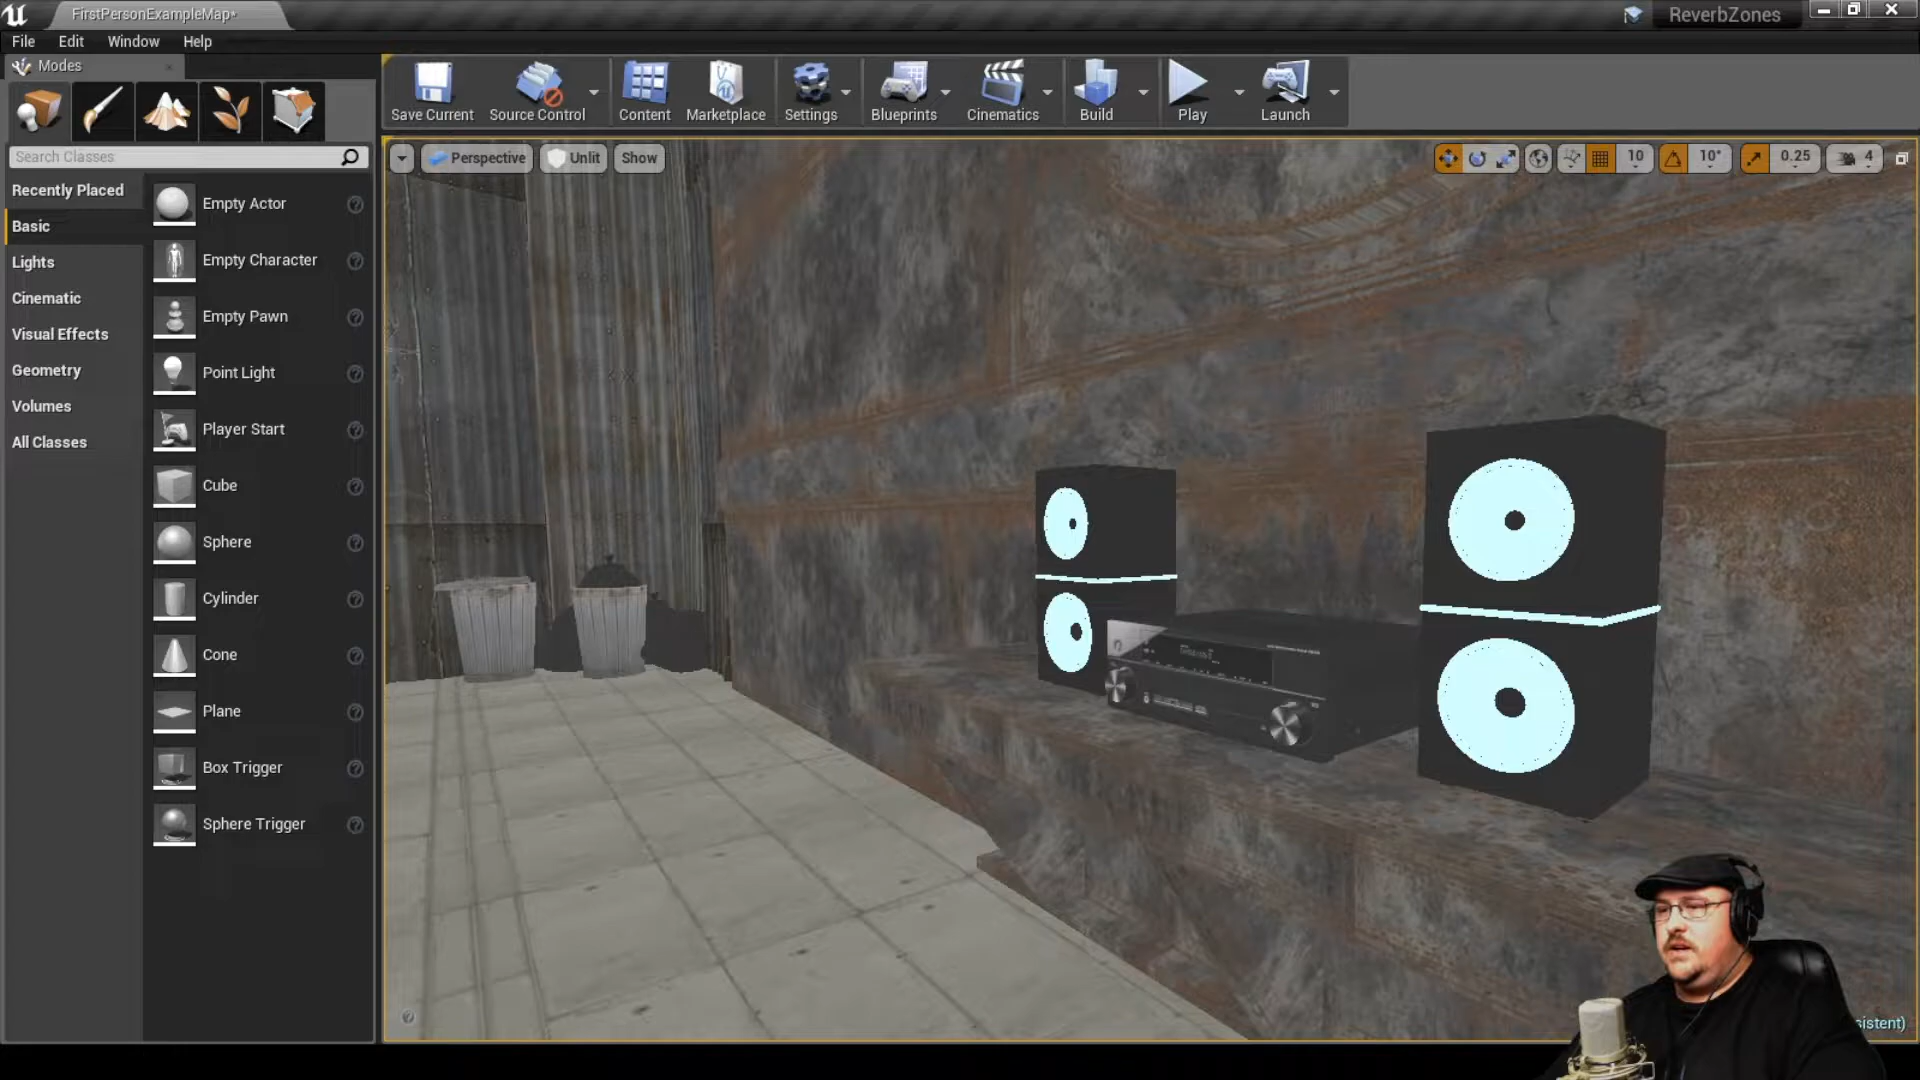 FirstPersonExampleMap*
ReverbZones
File Edit Window Help
Modes
Save Current
Source Control
Content
Marketplace
Settings
Blueprints
Cinematics
Build
Play
Launch
Search Classes
Perspective
Unlit
Show
10
10°
0.25
4
Recently Placed
Basic
Lights
Cinematic
Visual Effects
Geometry
Volumes
All Classes
Empty Actor
Empty Character
Empty Pawn
Point Light
Player Start
Cube
Sphere
Cylinder
Cone
Plane
Box Trigger
Sphere Trigger
sistent)